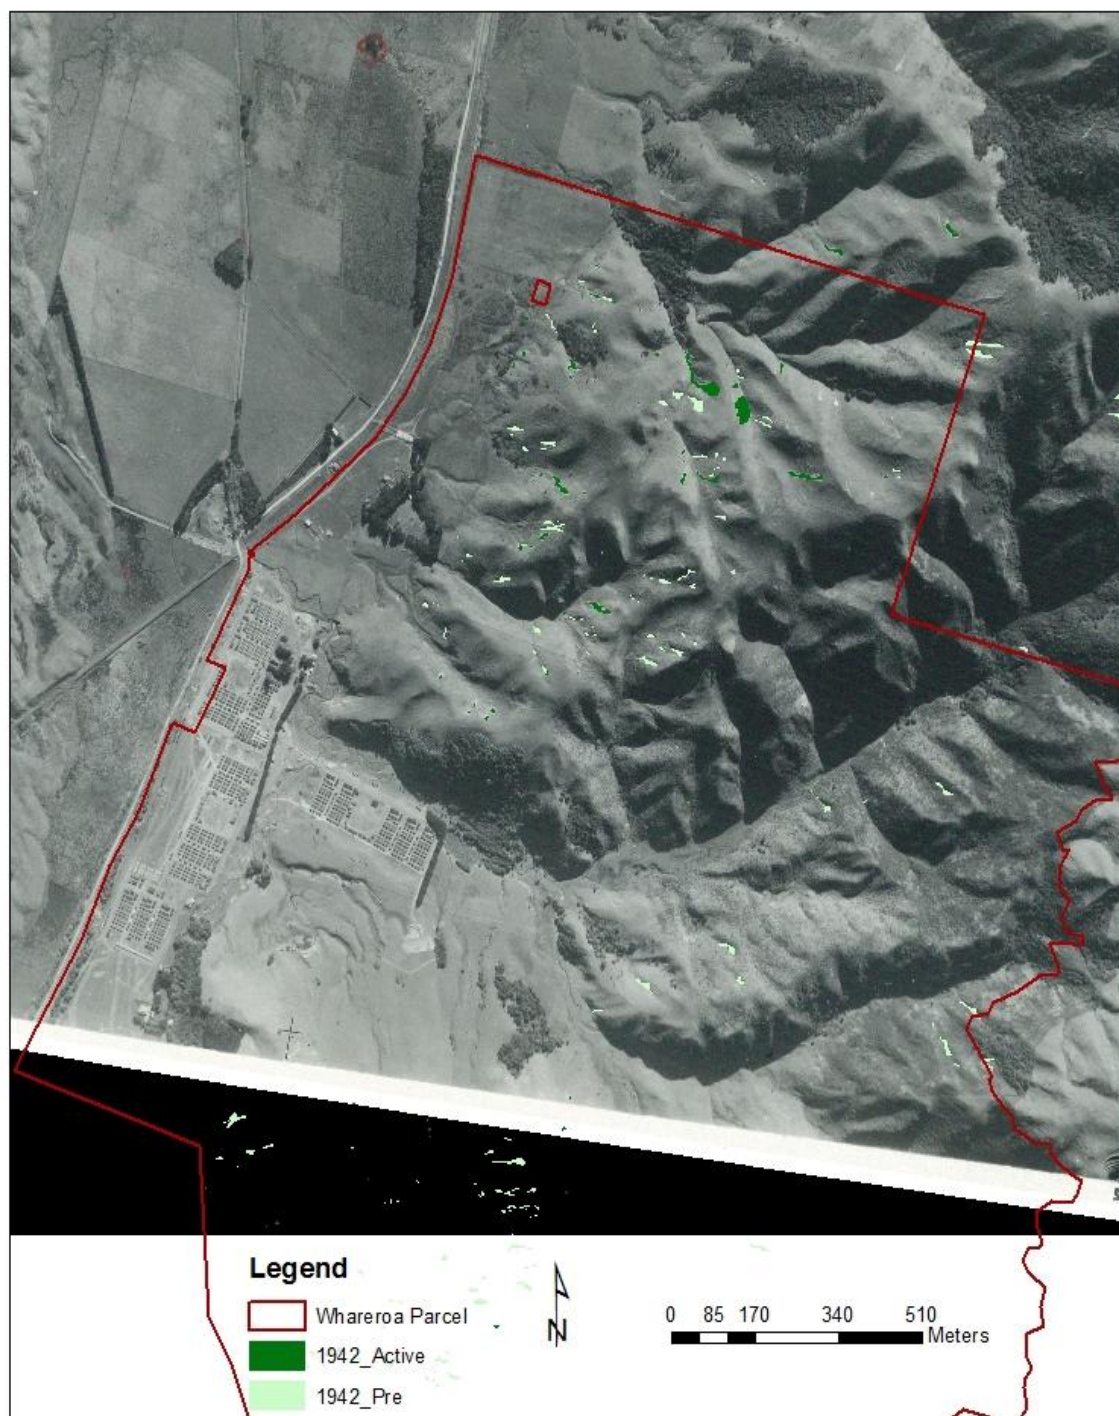 Legend
Whareroa Parcel
1942_Active
1942_Pre
N
0 85 170 340 510
Meters